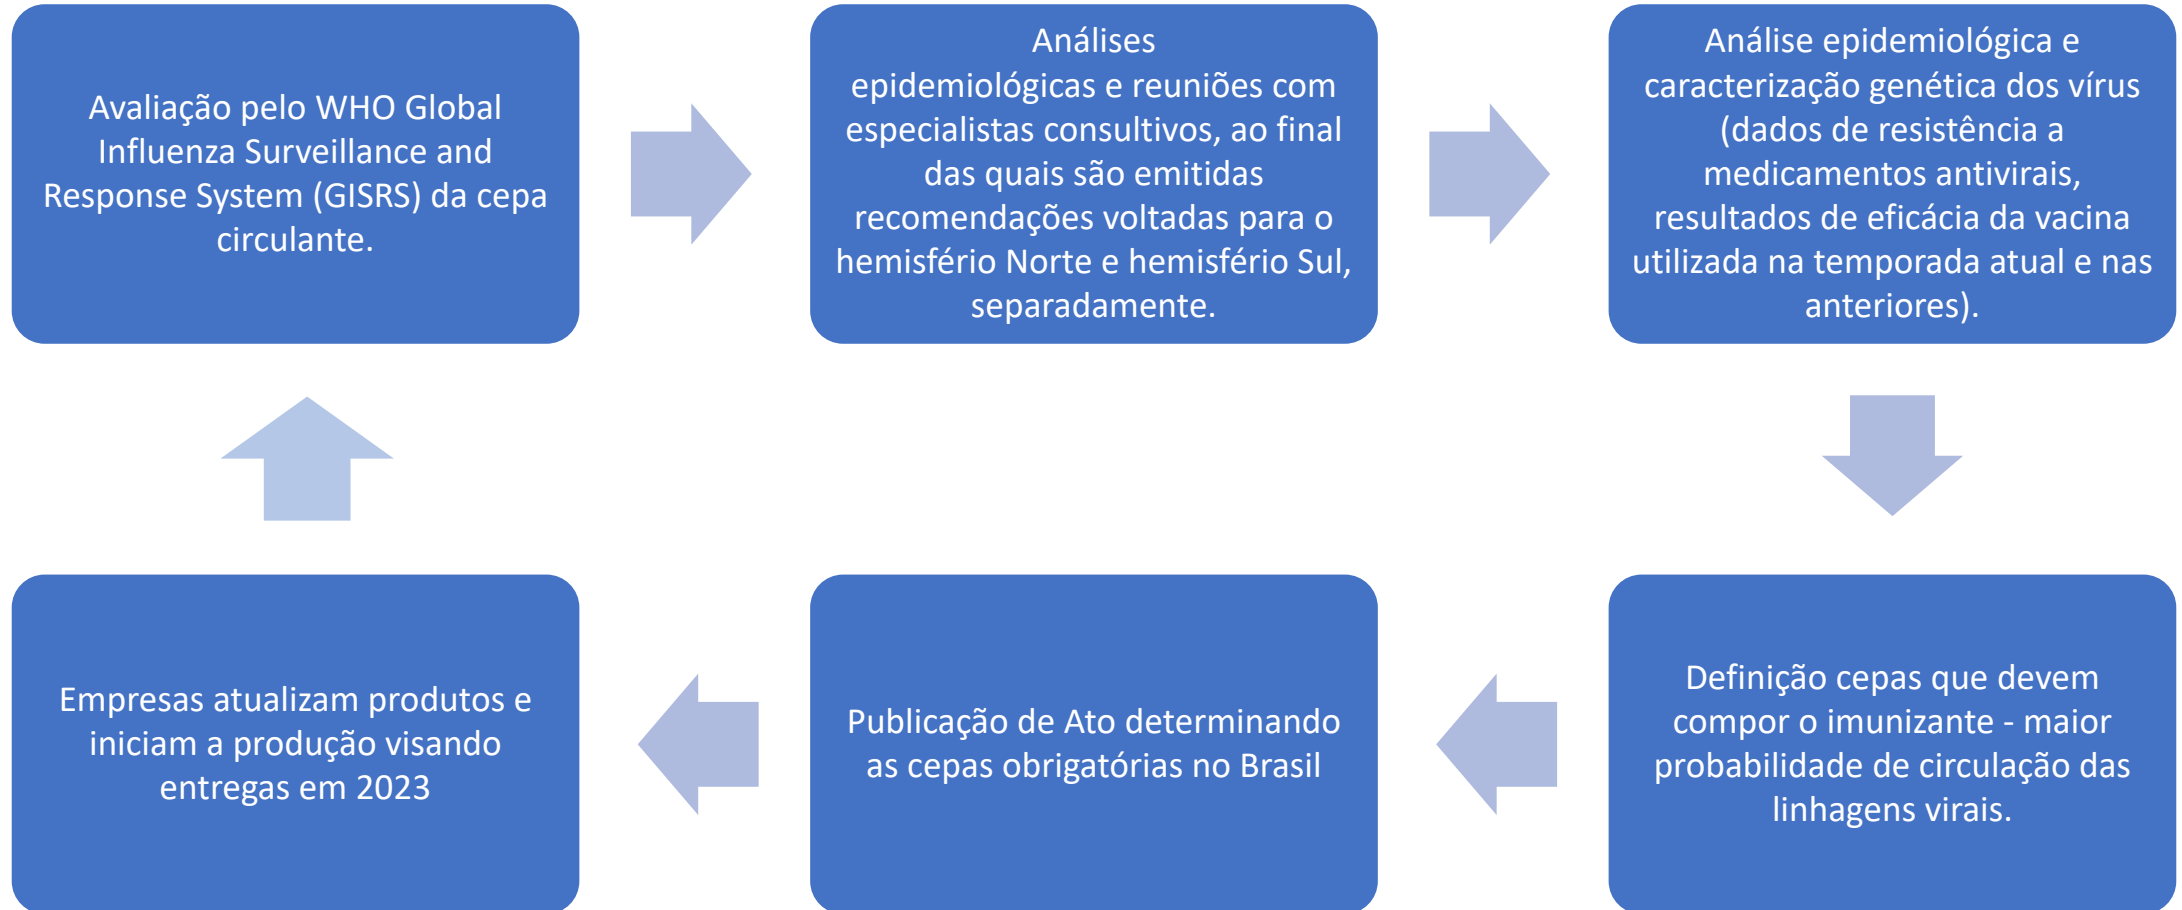 Avaliação pelo WHO Global
Influenza Surveillance and
Response System (GISRS) da cepa
circulante.
Análises
epidemiológicas e reuniões com
especialistas consultivos, ao final
das quais são emitidas
recomendações voltadas para o
hemisfério Norte e hemisfério Sul,
separadamente.
Análise epidemiológica e
caracterização genética dos vírus
(dados de resistência a
medicamentos antivirais,
resultados de eficácia da vacina
utilizada na temporada atual e nas
anteriores).
Definição cepas que devem
compor o imunizante - maior
probabilidade de circulação das
linhagens virais.
Publicação de Ato determinando
as cepas obrigatórias no Brasil
Empresas atualizam produtos e
iniciam a produção visando
entregas em 2023